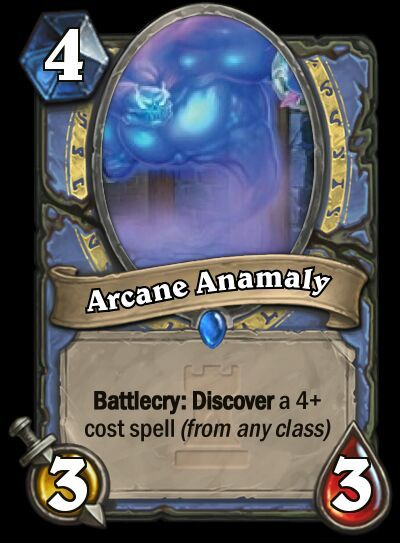 4
Arcane Anamaly
Battlecry: Discover a 4+
cost spell (from any class)
3
3